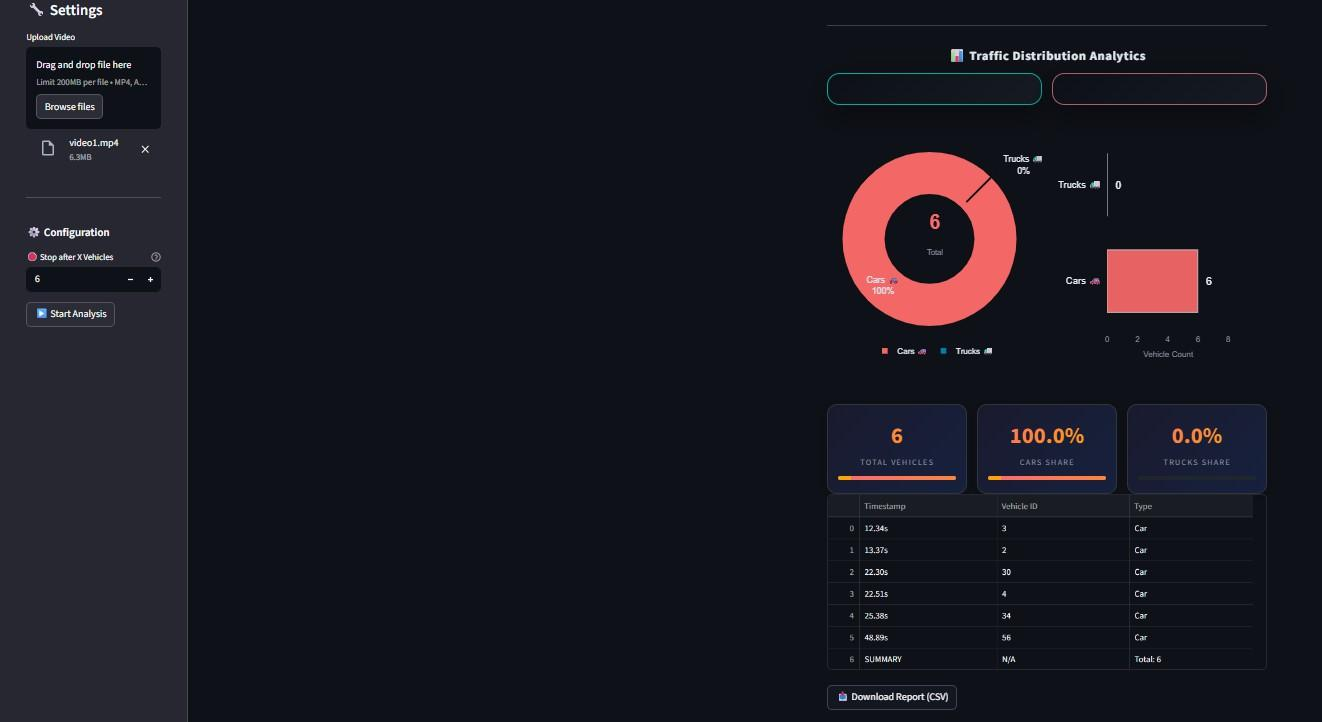 🔧 Settings
Upload Video
Drag and drop file here
Limit 200MB per file • MP4, A...
Browse files
video1.mp4
6.3MB
⚙️ Configuration
🔴 Stop after X Vehicles
6
▶️ Start Analysis
📊 Traffic Distribution Analytics
Trucks 🚚
0%
6
Total
Cars 🚗
100%
Cars 🚗 Trucks 🚚
Trucks 🚚 0
Cars 🚗 6
0 2 4 6 8
Vehicle Count
6
TOTAL VEHICLES
100.0%
CARS SHARE
0.0%
TRUCKS SHARE
Timestamp Vehicle ID Type
0 12.34s 3 Car
1 13.37s 2 Car
2 22.30s 30 Car
3 22.51s 4 Car
4 25.38s 34 Car
5 48.89s 56 Car
6 SUMMARY N/A Total: 6
📥 Download Report (CSV)